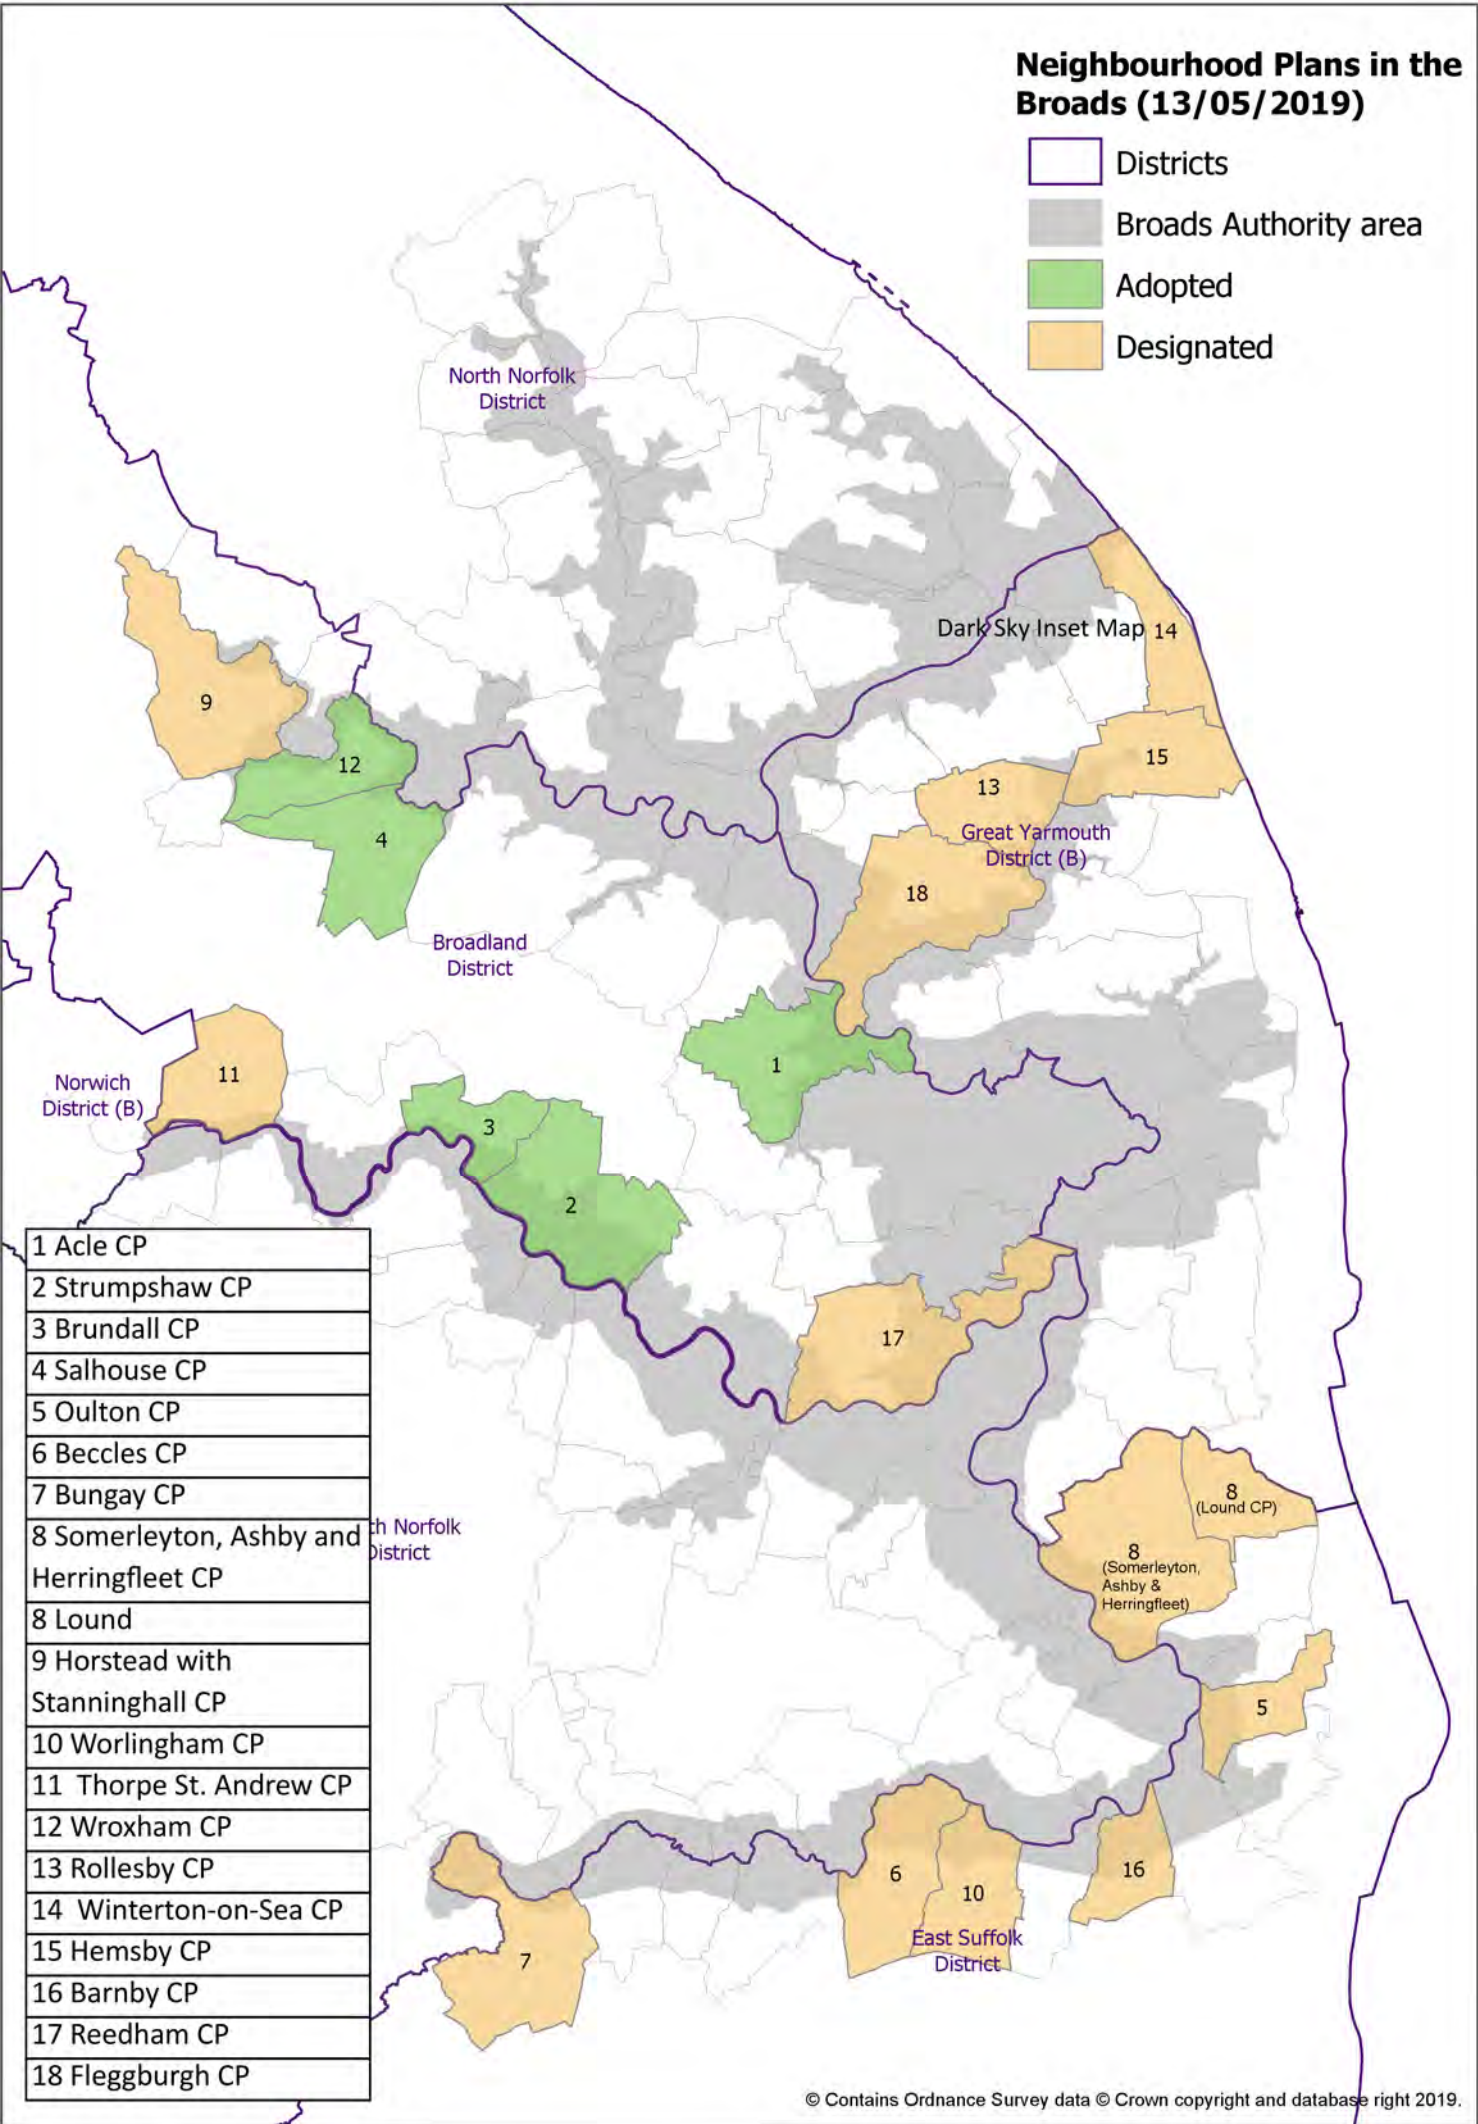 Neighbourhood Plans in the
Broads (13/05/2019)
Districts
Broads Authority area
Adopted
Designated
North Norfolk
District
Dark Sky Inset Map
14
9
12
15
13
4
Great Yarmouth
District (B)
18
Broadland
District
1
11
Norwich
District (B)
3
2
17
8
(Lound CP)
th Norfolk
District
8
(Somerleyton,
Ashby &
Herringfleet)
5
6
10
16
East Suffolk
District
7
1 Acle CP
2 Strumpshaw CP
3 Brundall CP
4 Salhouse CP
5 Oulton CP
6 Beccles CP
7 Bungay CP
8 Somerleyton, Ashby and
Herringfleet CP
8 Lound
9 Horstead with
Stanninghall CP
10 Worlingham CP
11 Thorpe St. Andrew CP
12 Wroxham CP
13 Rollesby CP
14 Winterton-on-Sea CP
15 Hemsby CP
16 Barnby CP
17 Reedham CP
18 Fleggburgh CP
© Contains Ordnance Survey data © Crown copyright and database right 2019.